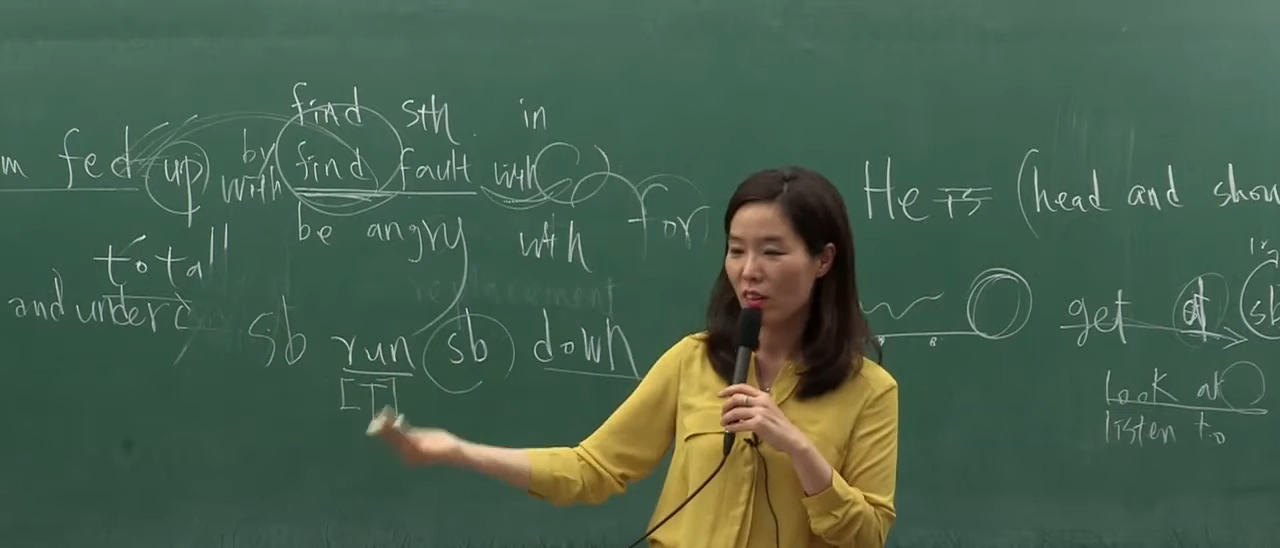 find sth in
m fed up by find fault with for
with
be angry with
total
and under
sb run sb down
[T]
He is (head and shou
get at sb
look at
listen to